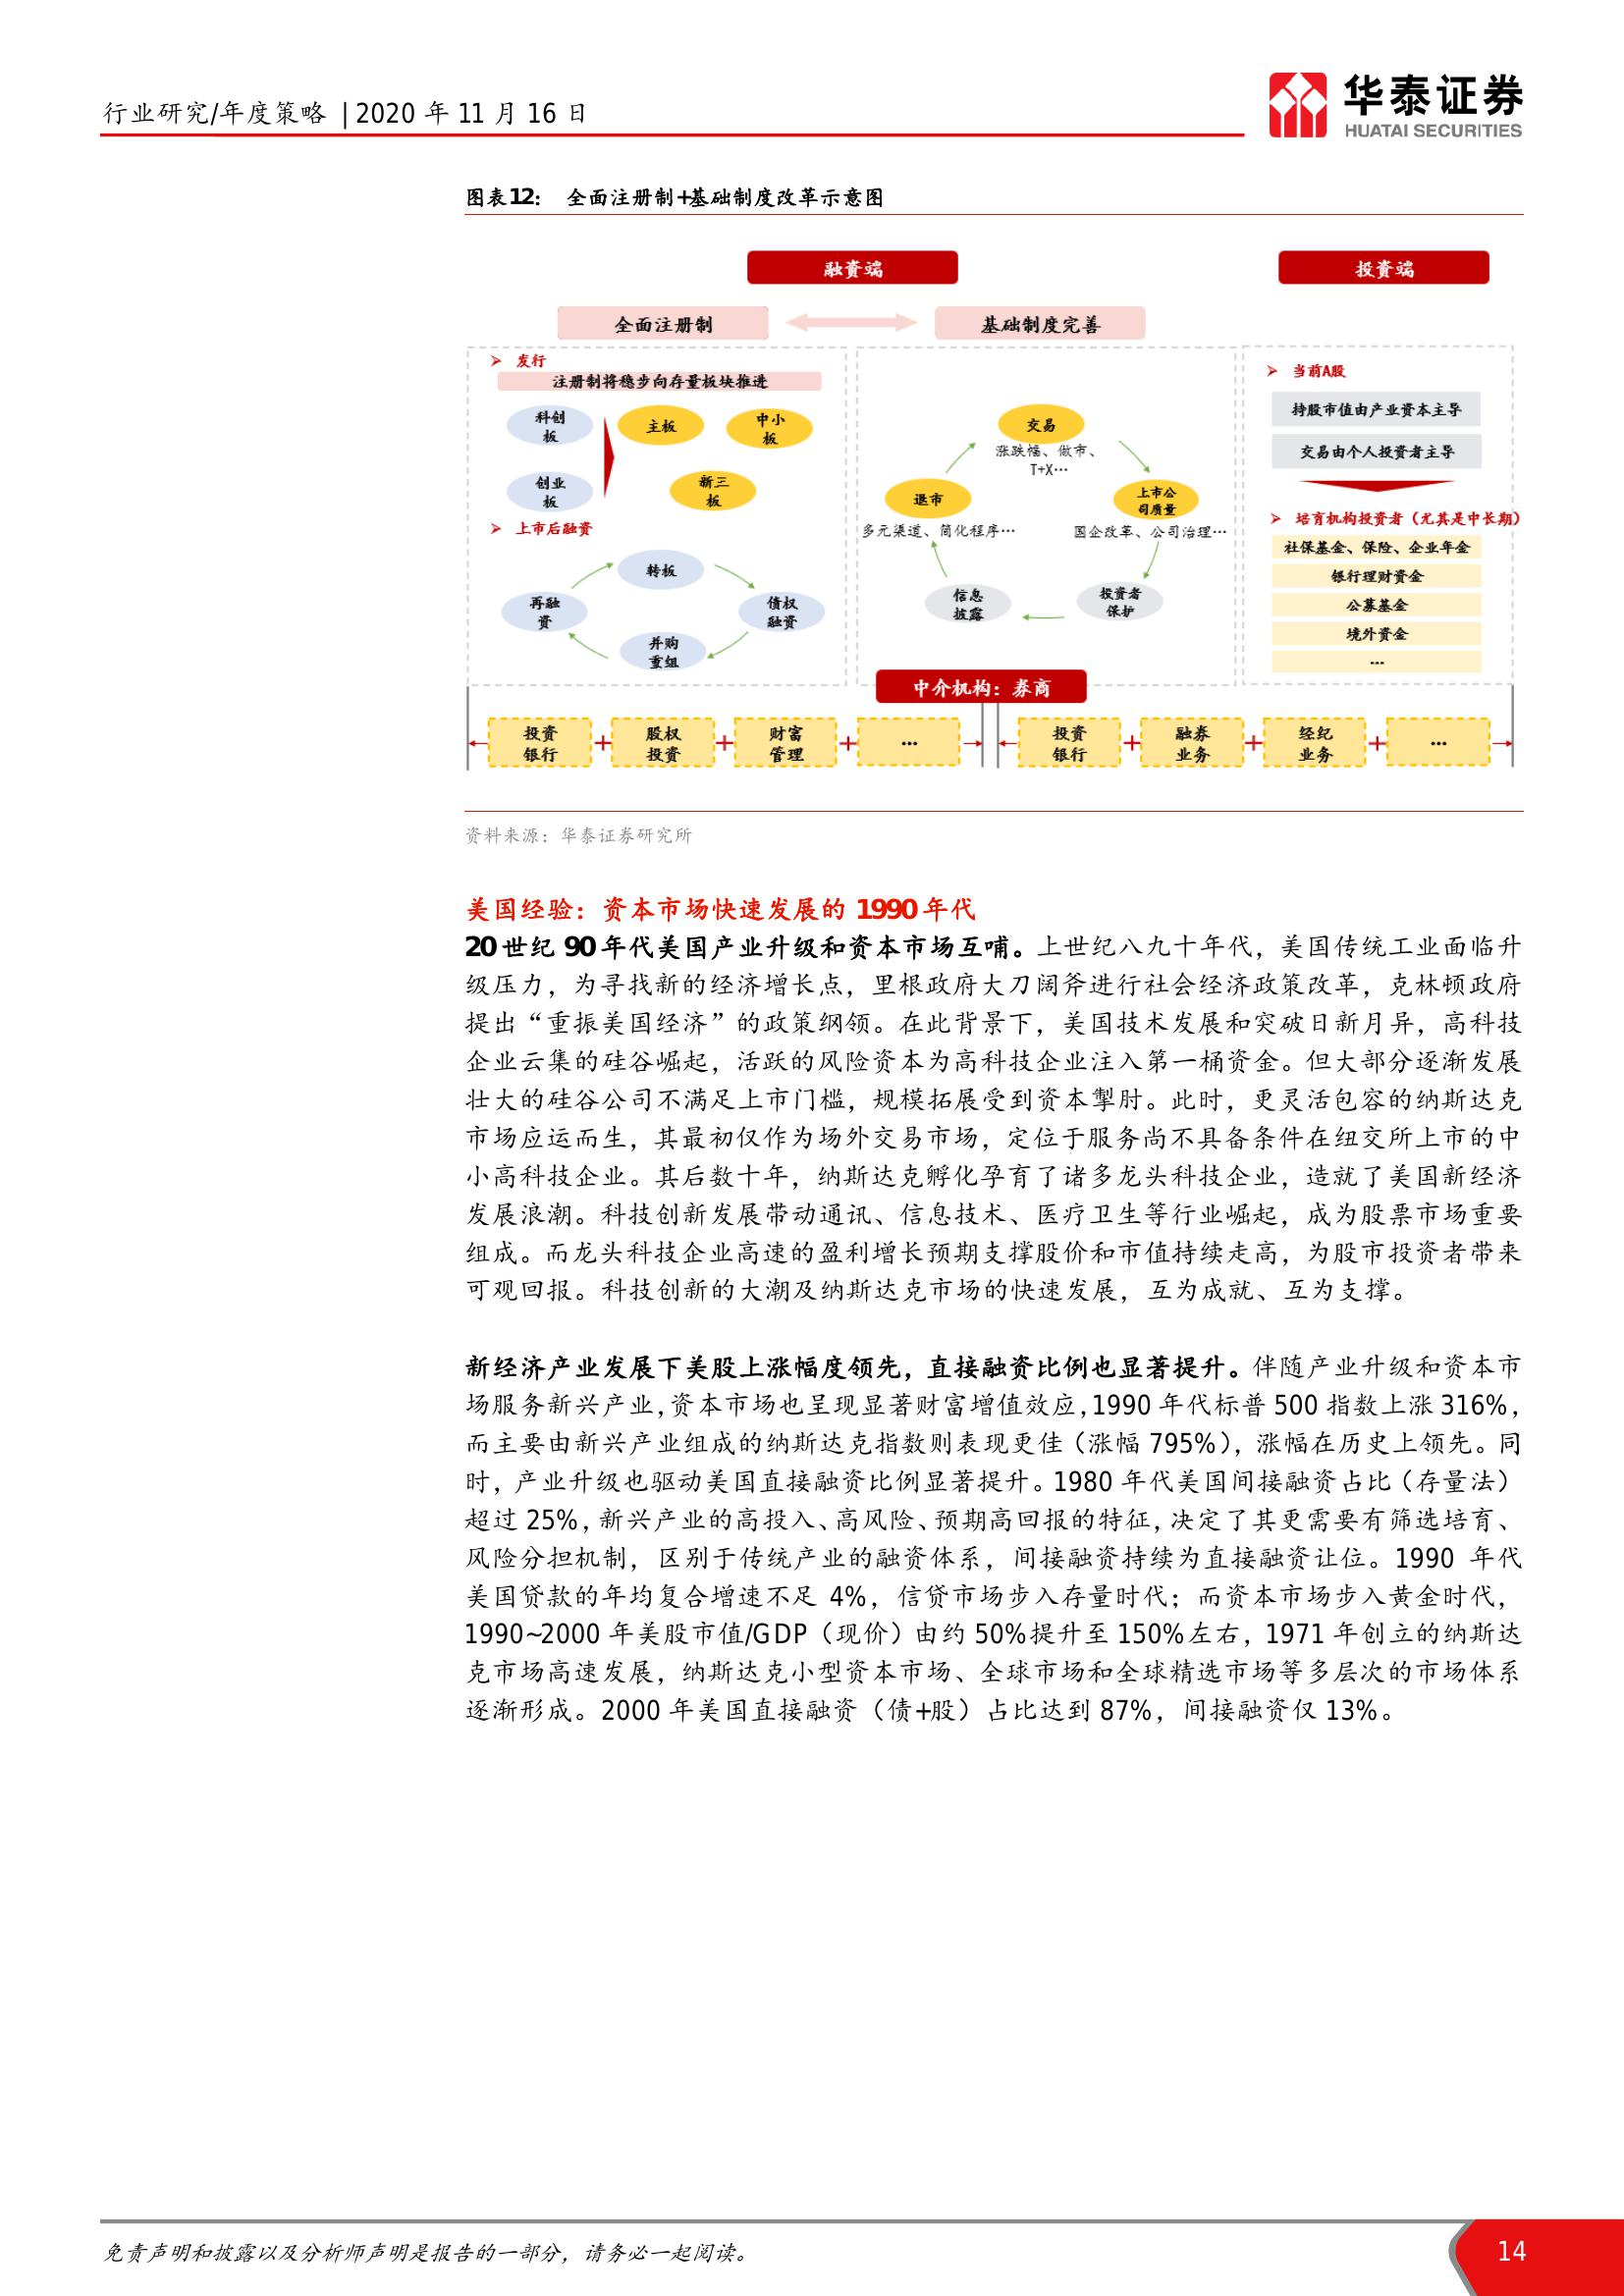 行业研究/年度策略 | 2020 年 11 月 16 日
华泰证券
HUATAI SECURITIES
图表12： 全面注册制+基础制度改革示意图
融资端
投资端
全面注册制
基础制度完善
发行
注册制将稳步向存量板块推进
科创
板
主板
中小
板
创业
板
新三
板
上市后融资
转板
再融
资
债权
融资
并购
重组
交易
涨跌幅、做市、
T+X…
退市
多元渠道、简化程序…
上市公
司质量
国企改革、公司治理…
信息
披露
投资者
保护
当前A股
持股市值由产业资本主导
交易由个人投资者主导
培育机构投资者（尤其是中长期）
社保基金、保险、企业年金
银行理财资金
公募基金
境外资金
…
中介机构：券商
投资
银行
+
股权
投资
+
财富
管理
+
…
投资
银行
+
融券
业务
+
经纪
业务
+
…
资料来源：华泰证券研究所
美国经验：资本市场快速发展的 1990 年代
20 世纪 90 年代美国产业升级和资本市场互哺。上世纪八九十年代，美国传统工业面临升
级压力，为寻找新的经济增长点，里根政府大刀阔斧进行社会经济政策改革，克林顿政府
提出“重振美国经济”的政策纲领。在此背景下，美国技术发展和突破日新月异，高科技
企业云集的硅谷崛起，活跃的风险资本为高科技企业注入第一桶资金。但大部分逐渐发展
壮大的硅谷公司不满足上市门槛，规模拓展受到资本掣肘。此时，更灵活包容的纳斯达克
市场应运而生，其最初仅作为场外交易市场，定位于服务尚不具备条件在纽交所上市的中
小高科技企业。其后数十年，纳斯达克孵化孕育了诸多龙头科技企业，造就了美国新经济
发展浪潮。科技创新发展带动通讯、信息技术、医疗卫生等行业崛起，成为股票市场重要
组成。而龙头科技企业高速的盈利增长预期支撑股价和市值持续走高，为股市投资者带来
可观回报。科技创新的大潮及纳斯达克市场的快速发展，互为成就、互为支撑。
新经济产业发展下美股上涨幅度领先，直接融资比例也显著提升。伴随产业升级和资本市
场服务新兴产业，资本市场也呈现显著财富增值效应，1990 年代标普 500 指数上涨 316%，
而主要由新兴产业组成的纳斯达克指数则表现更佳（涨幅 795%），涨幅在历史上领先。同
时，产业升级也驱动美国直接融资比例显著提升。1980 年代美国间接融资占比（存量法）
超过 25%，新兴产业的高投入、高风险、预期高回报的特征，决定了其更需要有筛选培育、
风险分担机制，区别于传统产业的融资体系，间接融资持续为直接融资让位。1990 年代
美国贷款的年均复合增速不足 4%，信贷市场步入存量时代；而资本市场步入黄金时代，
1990~2000 年美股市值/GDP（现价）由约 50%提升至 150%左右，1971 年创立的纳斯达
克市场高速发展，纳斯达克小型资本市场、全球市场和全球精选市场等多层次的市场体系
逐渐形成。2000 年美国直接融资（债+股）占比达到 87%，间接融资仅 13%。
免责声明和披露以及分析师声明是报告的一部分，请务必一起阅读。
14